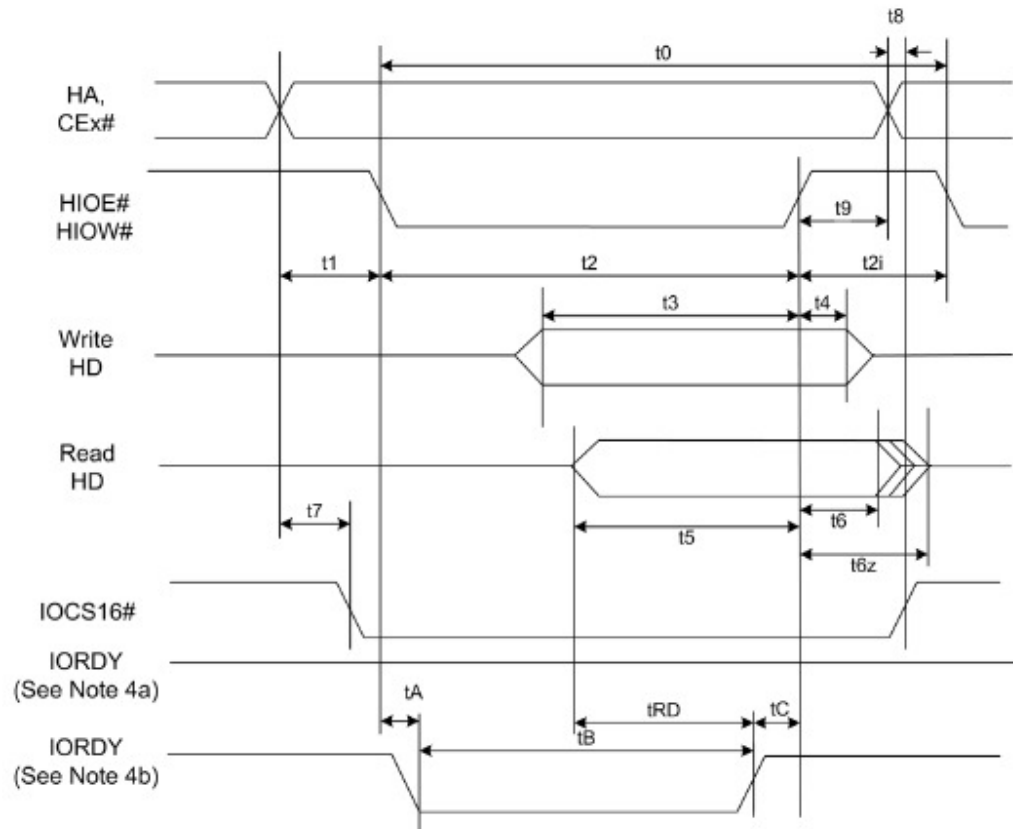 t8
t0
HA,
CEx#
HIOE#
HIOW#
t9
t1
t2
t2i
t3
t4
Write
HD
Read
HD
t7
t6
t5
t6z
IOCS16#
IORDY
(See Note 4a)
tA
tRD
tC
tB
IORDY
(See Note 4b)